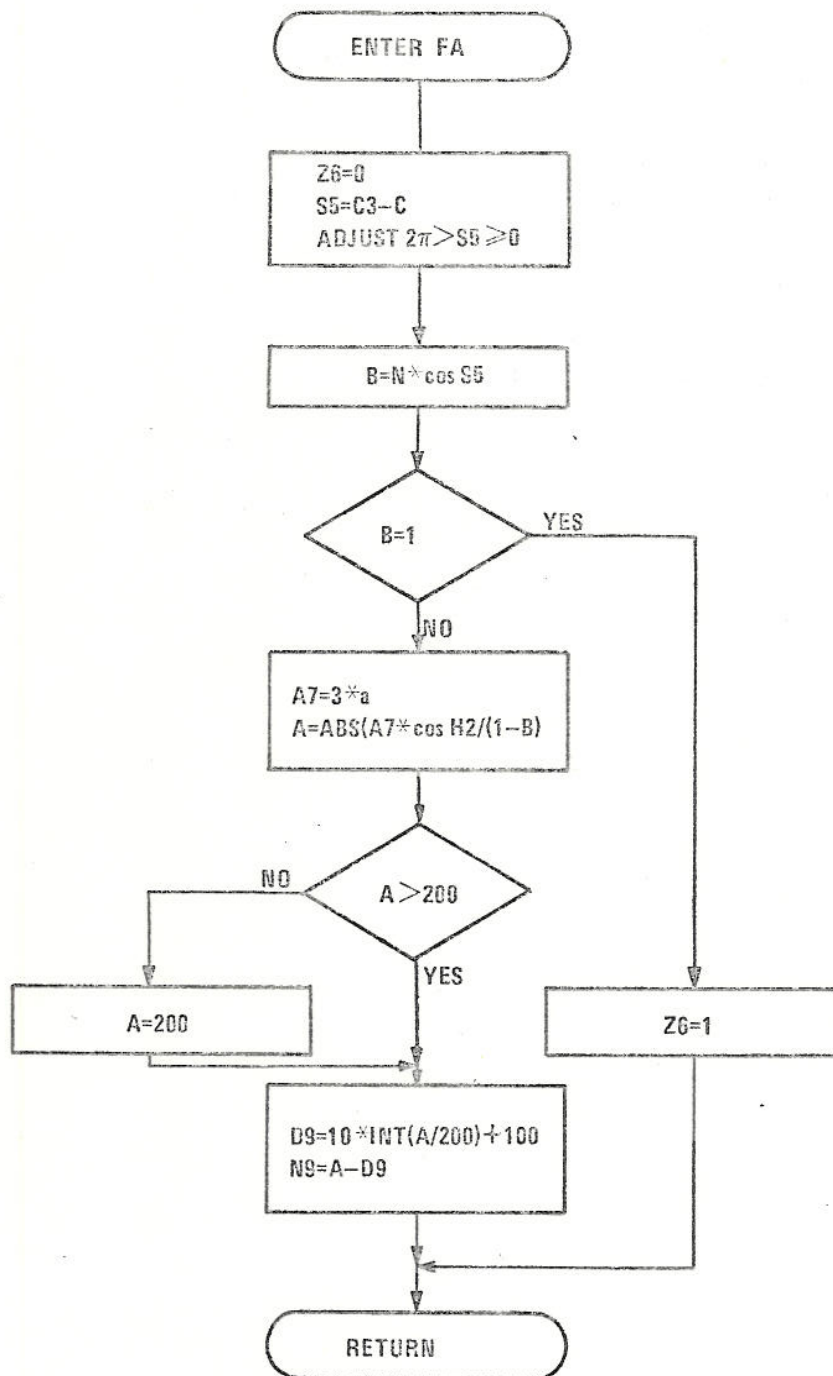 ENTER FA
Z6=0
S5=C3−C
ADJUST 2π>S5⩾0
B=N*cos S5
B=1
YES
NO
A7=3*a
A=ABS(A7*cos H2/(1−B)
NO
A>200
YES
A=200
Z6=1
D9=10*INT(A/200)+100
N9=A−D9
RETURN